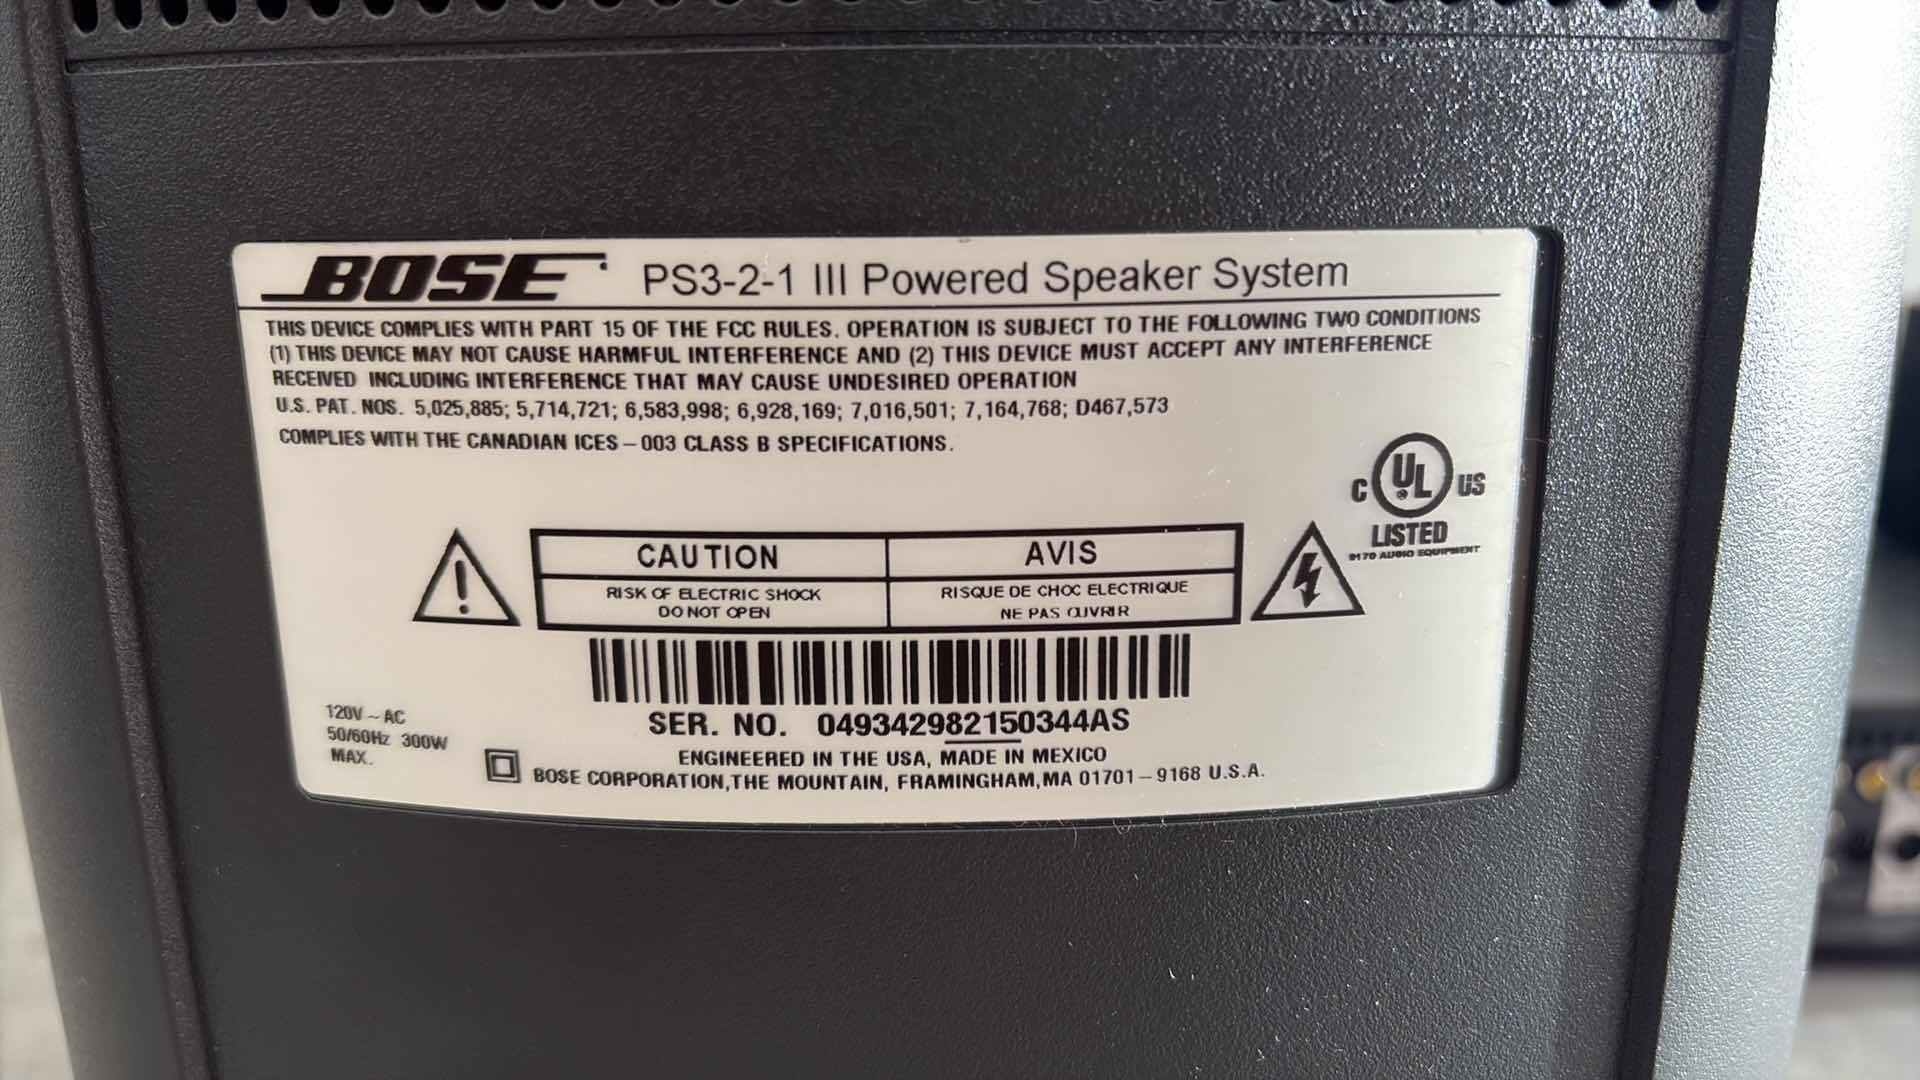 BOSE PS3-2-1 III Powered Speaker System
THIS DEVICE COMPLIES WITH PART 15 OF THE FCC RULES. OPERATION IS SUBJECT TO THE FOLLOWING TWO CONDITIONS
(1) THIS DEVICE MAY NOT CAUSE HARMFUL INTERFERENCE AND (2) THIS DEVICE MUST ACCEPT ANY INTERFERENCE
RECEIVED INCLUDING INTERFERENCE THAT MAY CAUSE UNDESIRED OPERATION
U.S. PAT. NOS. 5,025,885; 5,714,721; 6,583,998; 6,928,169; 7,016,501; 7,164,768; D467,573
COMPLIES WITH THE CANADIAN ICES – 003 CLASS B SPECIFICATIONS.
C UL US
LISTED
9170 AUDIO EQUIPMENT
CAUTION
RISK OF ELECTRIC SHOCK
DO NOT OPEN
AVIS
RISQUE DE CHOC ELECTRIQUE
NE PAS OUVRIR
SER. NO. 049342982150344AS
120V ~ AC
50/60Hz 300W
MAX.
ENGINEERED IN THE USA, MADE IN MEXICO
BOSE CORPORATION,THE MOUNTAIN, FRAMINGHAM,MA 01701 – 9168 U.S.A.